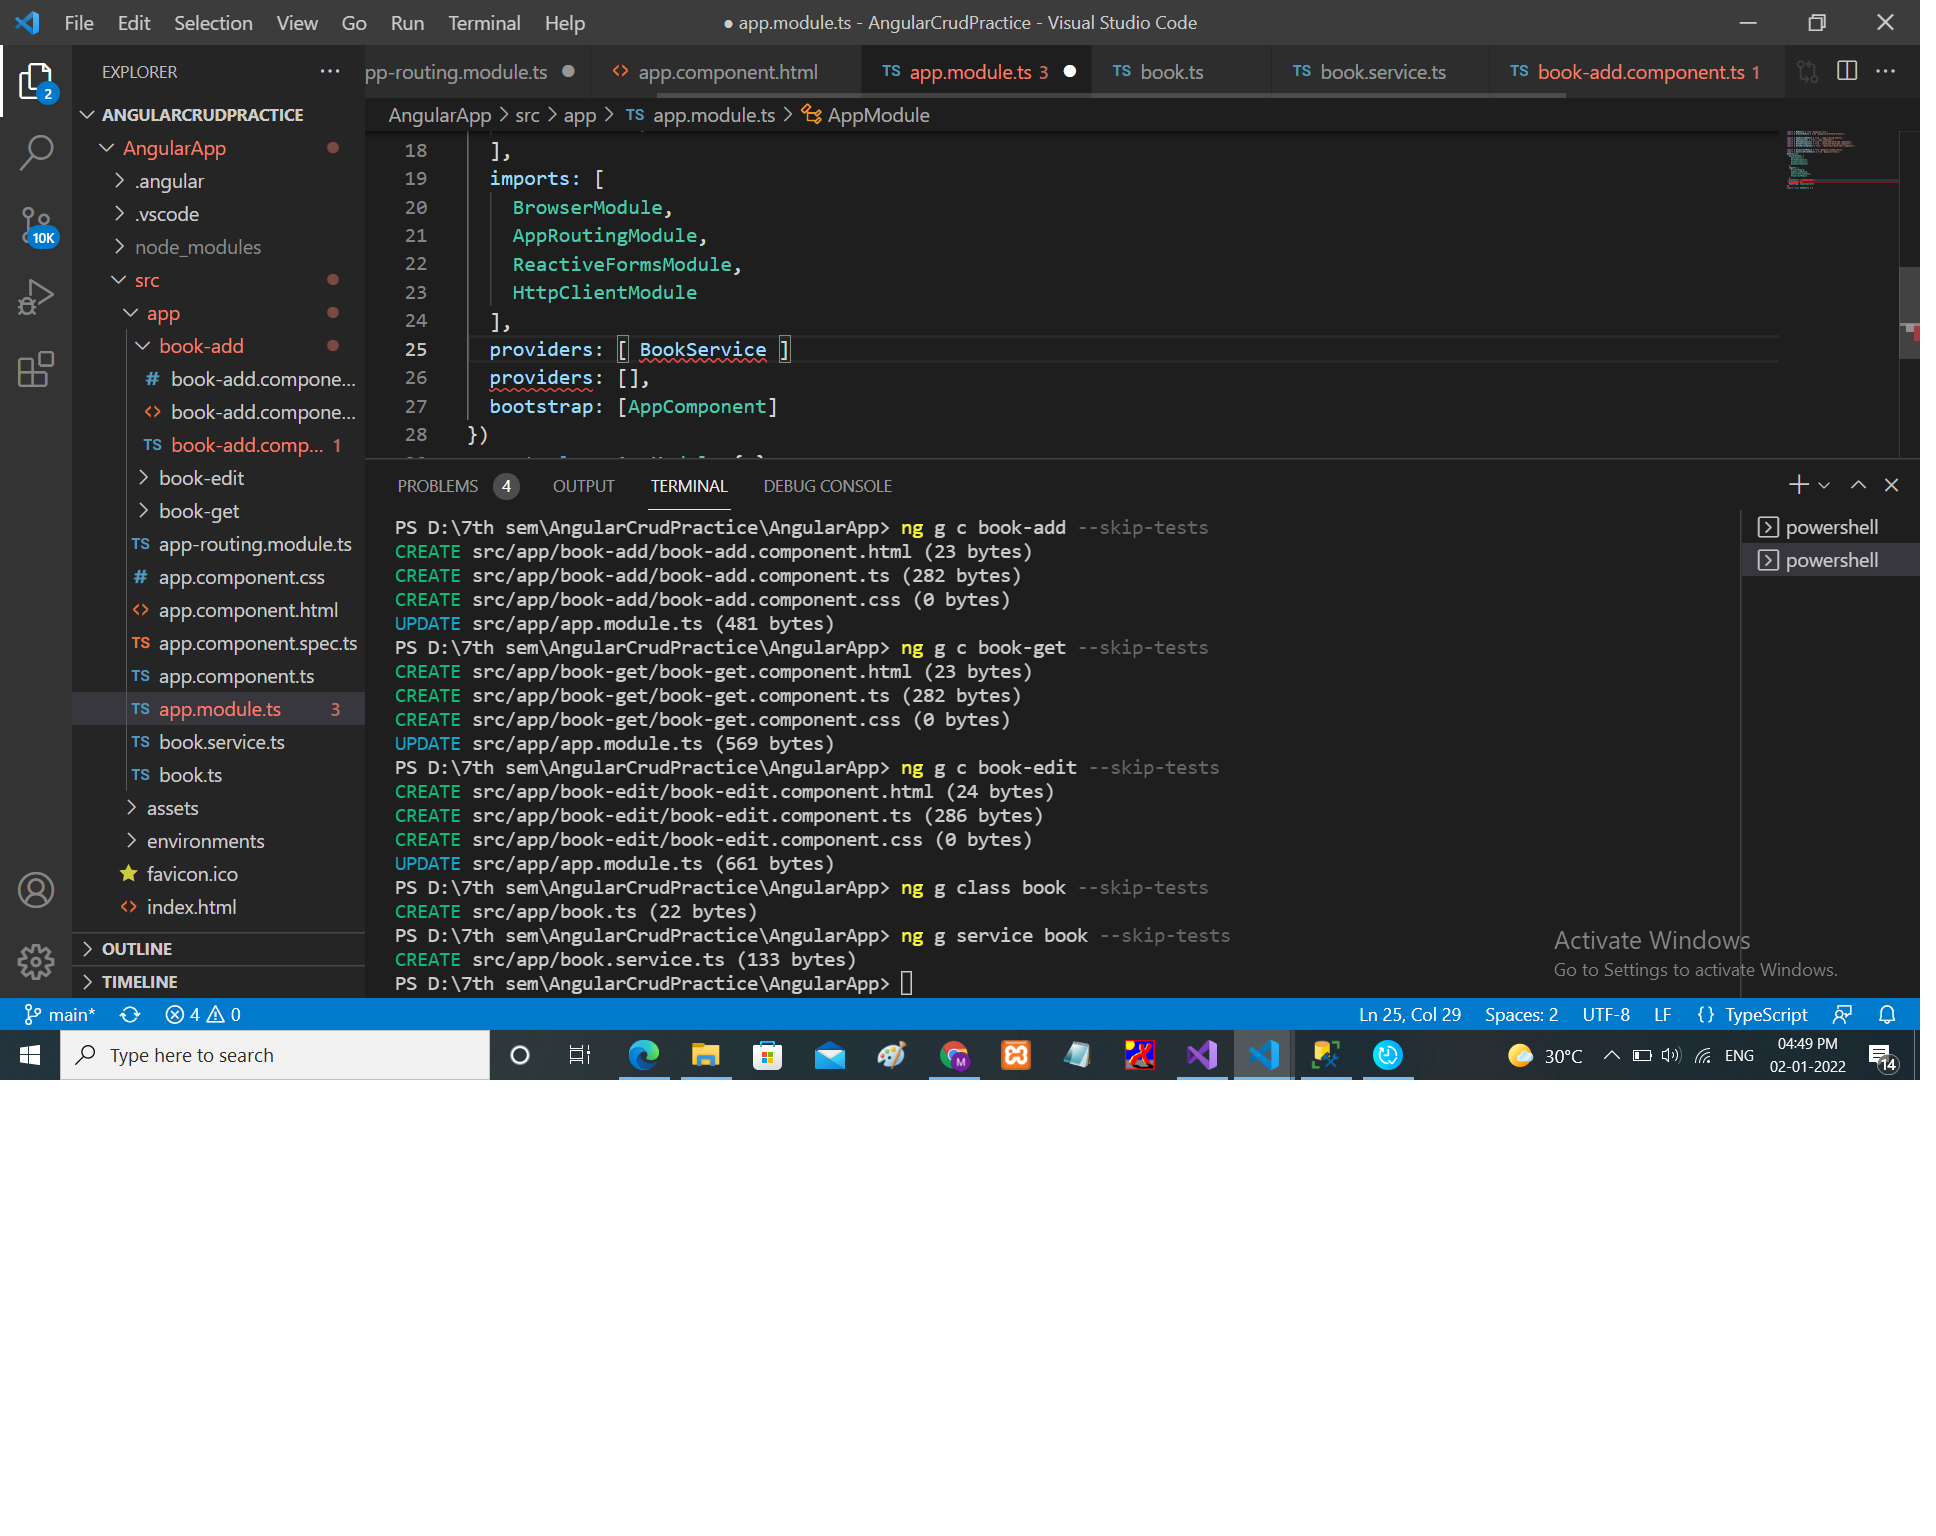 File Edit Selection View Go Run Terminal Help
● app.module.ts - AngularCrudPractice - Visual Studio Code
EXPLORER
pp-routing.module.ts
app.component.html
TS app.module.ts 3
TS book.ts
TS book.service.ts
TS book-add.component.ts 1
2
10K
ANGULARCRUDPRACTICE
AngularApp
.angular
.vscode
node_modules
src
app
book-add
# book-add.compone...
<> book-add.compone...
TS book-add.comp... 1
book-edit
book-get
TS app-routing.module.ts
# app.component.css
<> app.component.html
TS app.component.spec.ts
TS app.component.ts
TS app.module.ts 3
TS book.service.ts
TS book.ts
assets
environments
favicon.ico
<> index.html
OUTLINE
TIMELINE
AngularApp > src > app > TS app.module.ts > AppModule
18 ],
19 imports: [
20 BrowserModule,
21 AppRoutingModule,
22 ReactiveFormsModule,
23 HttpClientModule
24 ],
25 providers: [ BookService ]
26 providers: [],
27 bootstrap: [AppComponent]
28 })
PROBLEMS 4 OUTPUT TERMINAL DEBUG CONSOLE
PS D:\7th sem\AngularCrudPractice\AngularApp> ng g c book-add --skip-tests
CREATE src/app/book-add/book-add.component.html (23 bytes)
CREATE src/app/book-add/book-add.component.ts (282 bytes)
CREATE src/app/book-add/book-add.component.css (0 bytes)
UPDATE src/app/app.module.ts (481 bytes)
PS D:\7th sem\AngularCrudPractice\AngularApp> ng g c book-get --skip-tests
CREATE src/app/book-get/book-get.component.html (23 bytes)
CREATE src/app/book-get/book-get.component.ts (282 bytes)
CREATE src/app/book-get/book-get.component.css (0 bytes)
UPDATE src/app/app.module.ts (569 bytes)
PS D:\7th sem\AngularCrudPractice\AngularApp> ng g c book-edit --skip-tests
CREATE src/app/book-edit/book-edit.component.html (24 bytes)
CREATE src/app/book-edit/book-edit.component.ts (286 bytes)
CREATE src/app/book-edit/book-edit.component.css (0 bytes)
UPDATE src/app/app.module.ts (661 bytes)
PS D:\7th sem\AngularCrudPractice\AngularApp> ng g class book --skip-tests
CREATE src/app/book.ts (22 bytes)
PS D:\7th sem\AngularCrudPractice\AngularApp> ng g service book --skip-tests
CREATE src/app/book.service.ts (133 bytes)
PS D:\7th sem\AngularCrudPractice\AngularApp>
powershell
powershell
Activate Windows
Go to Settings to activate Windows.
main* 4 0
Ln 25, Col 29 Spaces: 2 UTF-8 LF {} TypeScript
Type here to search
30°C
ENG
04:49 PM
02-01-2022
14